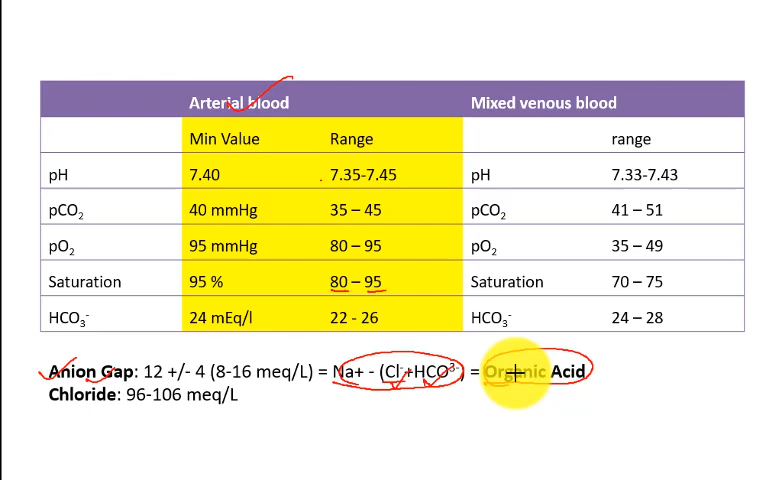 Arterial blood Mixed venous blood
Min Value Range range
pH 7.40 7.35-7.45 pH 7.33-7.43
pCO₂ 40 mmHg 35 – 45 pCO₂ 41 – 51
pO₂ 95 mmHg 80 – 95 pO₂ 35 – 49
Saturation 95 % 80 – 95 Saturation 70 – 75
HCO₃⁻ 24 mEq/l 22 - 26 HCO₃⁻ 24 – 28
Anion Gap: 12 +/- 4 (8-16 meq/L) = Na+ - (Cl⁻+HCO³⁻) = Organic Acid
Chloride: 96-106 meq/L